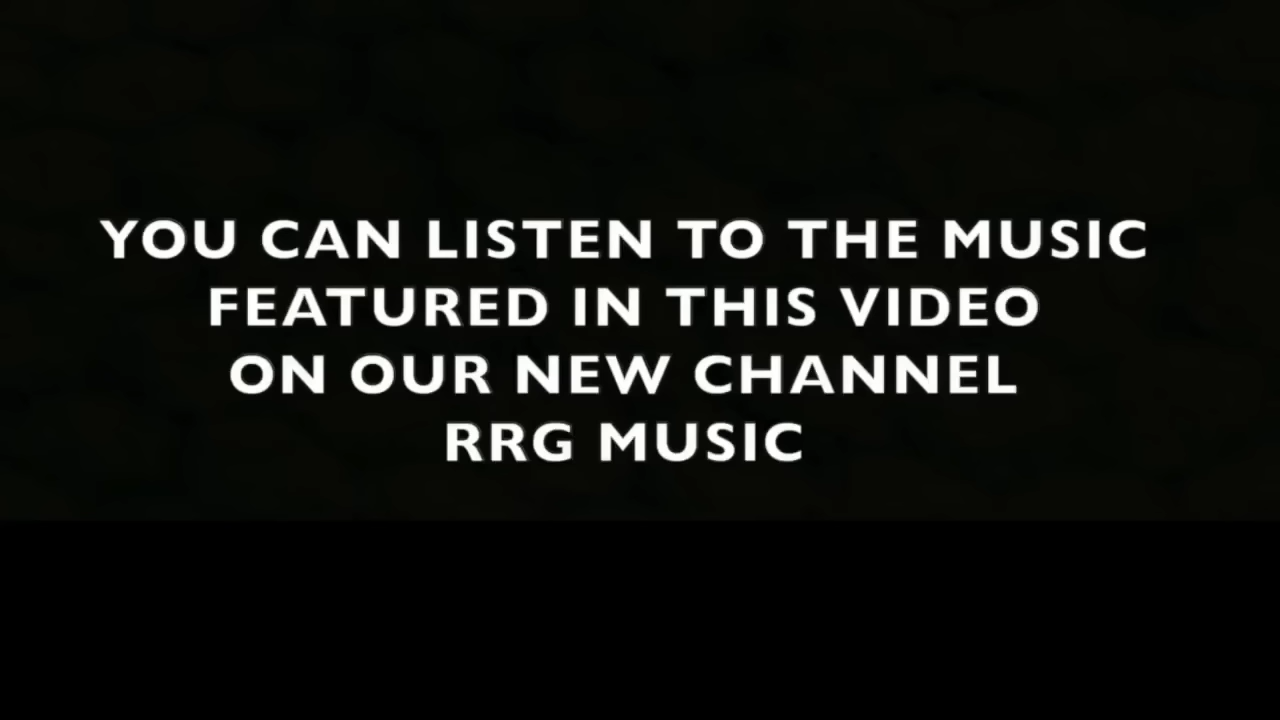 YOU CAN LISTEN TO THE MUSIC
FEATURED IN THIS VIDEO
ON OUR NEW CHANNEL
RRG MUSIC